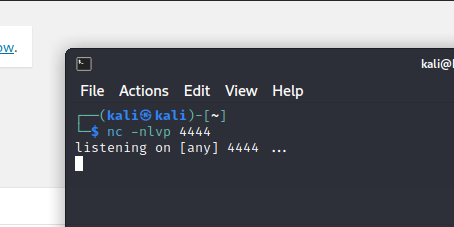 ow.
kali@
File Actions Edit View Help
┌──(kali㉿kali)-[~]
└─$ nc -nlvp 4444
listening on [any] 4444 ...